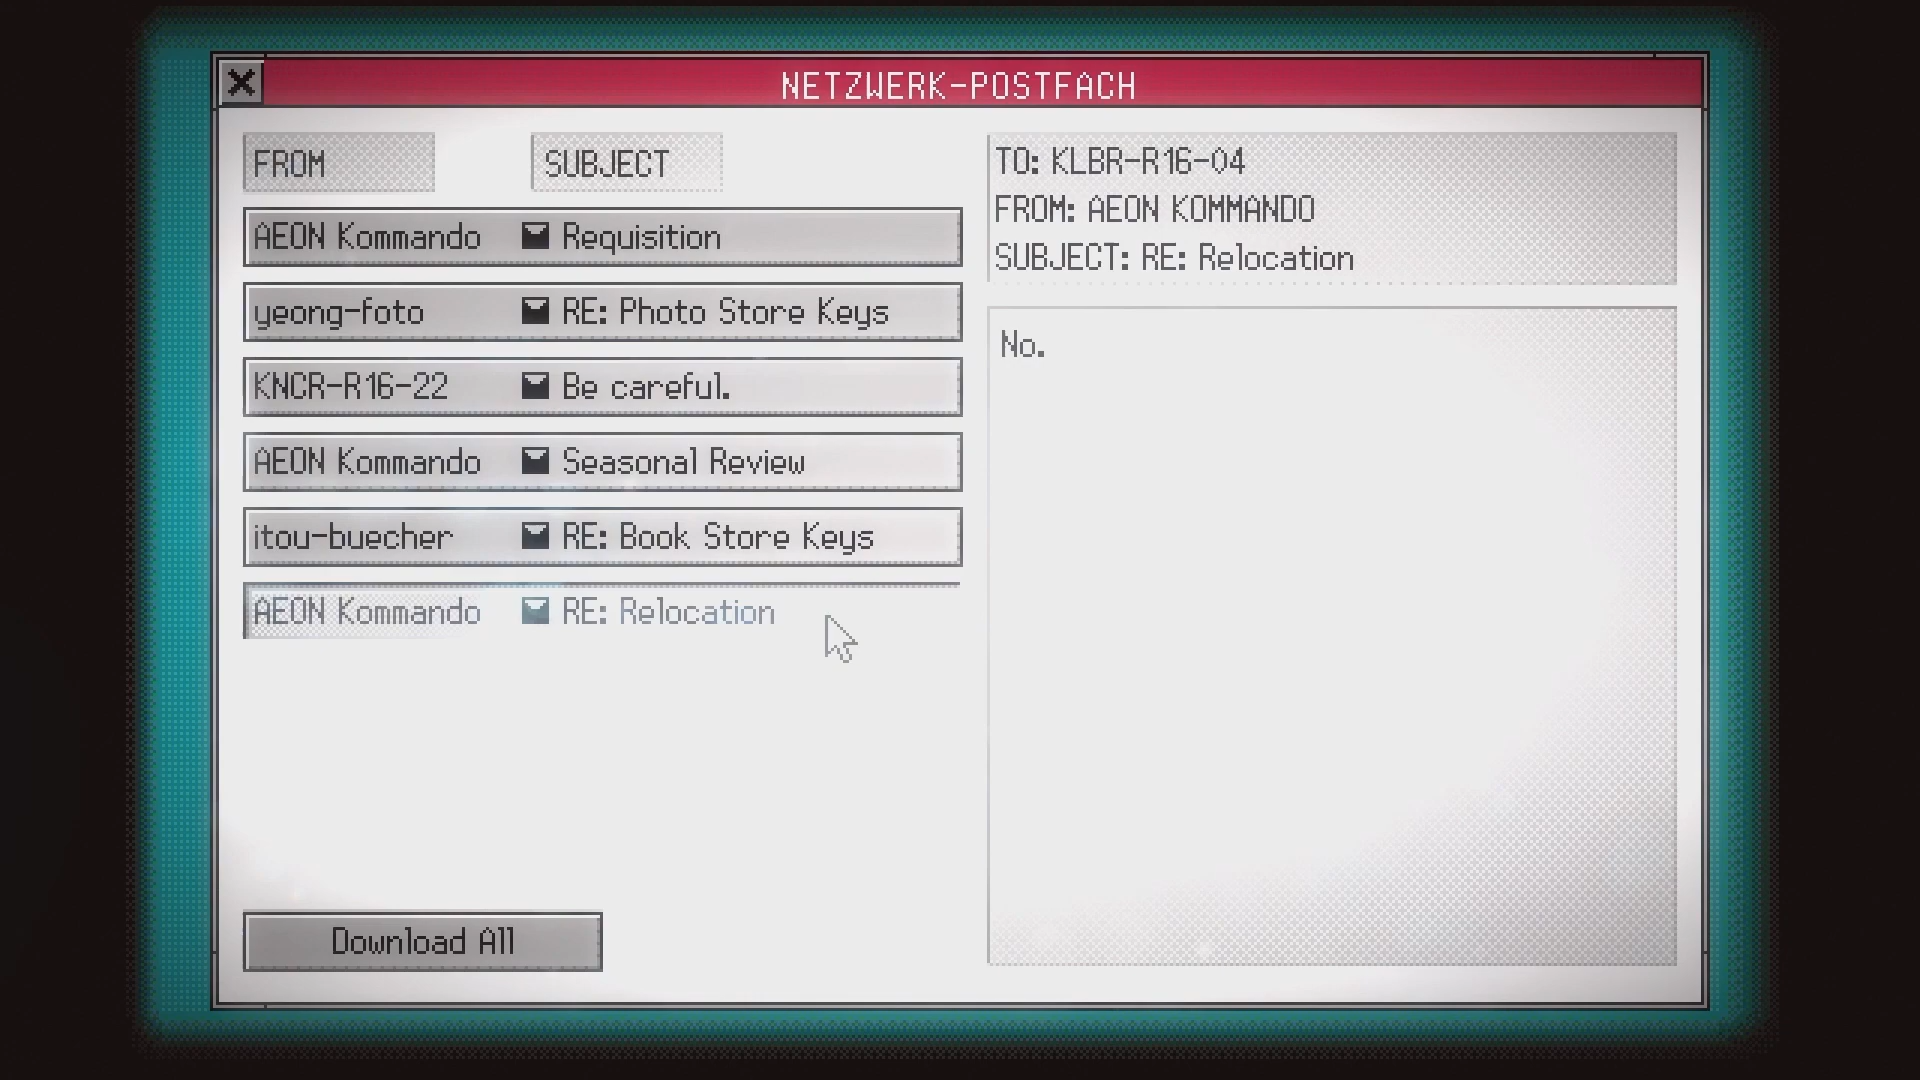 NETZWERK-POSTFACH
FROM SUBJECT
AEON Kommando Requisition
yeong-foto RE: Photo Store Keys
KNCR-R16-22 Be careful.
AEON Kommando Seasonal Review
itou-buecher RE: Book Store Keys
AEON Kommando RE: Relocation
Download All
TO: KLBR-R16-04
FROM: AEON KOMMANDO
SUBJECT: RE: Relocation
No.